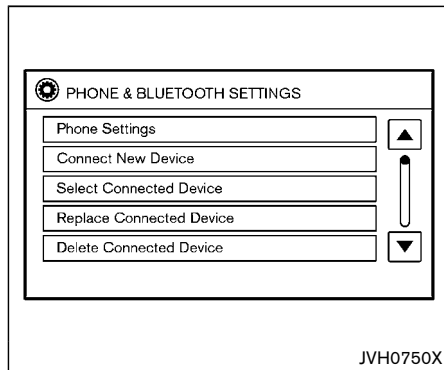 PHONE & BLUETOOTH SETTINGS
Phone Settings
Connect New Device
Select Connected Device
Replace Connected Device
Delete Connected Device
JVH0750X